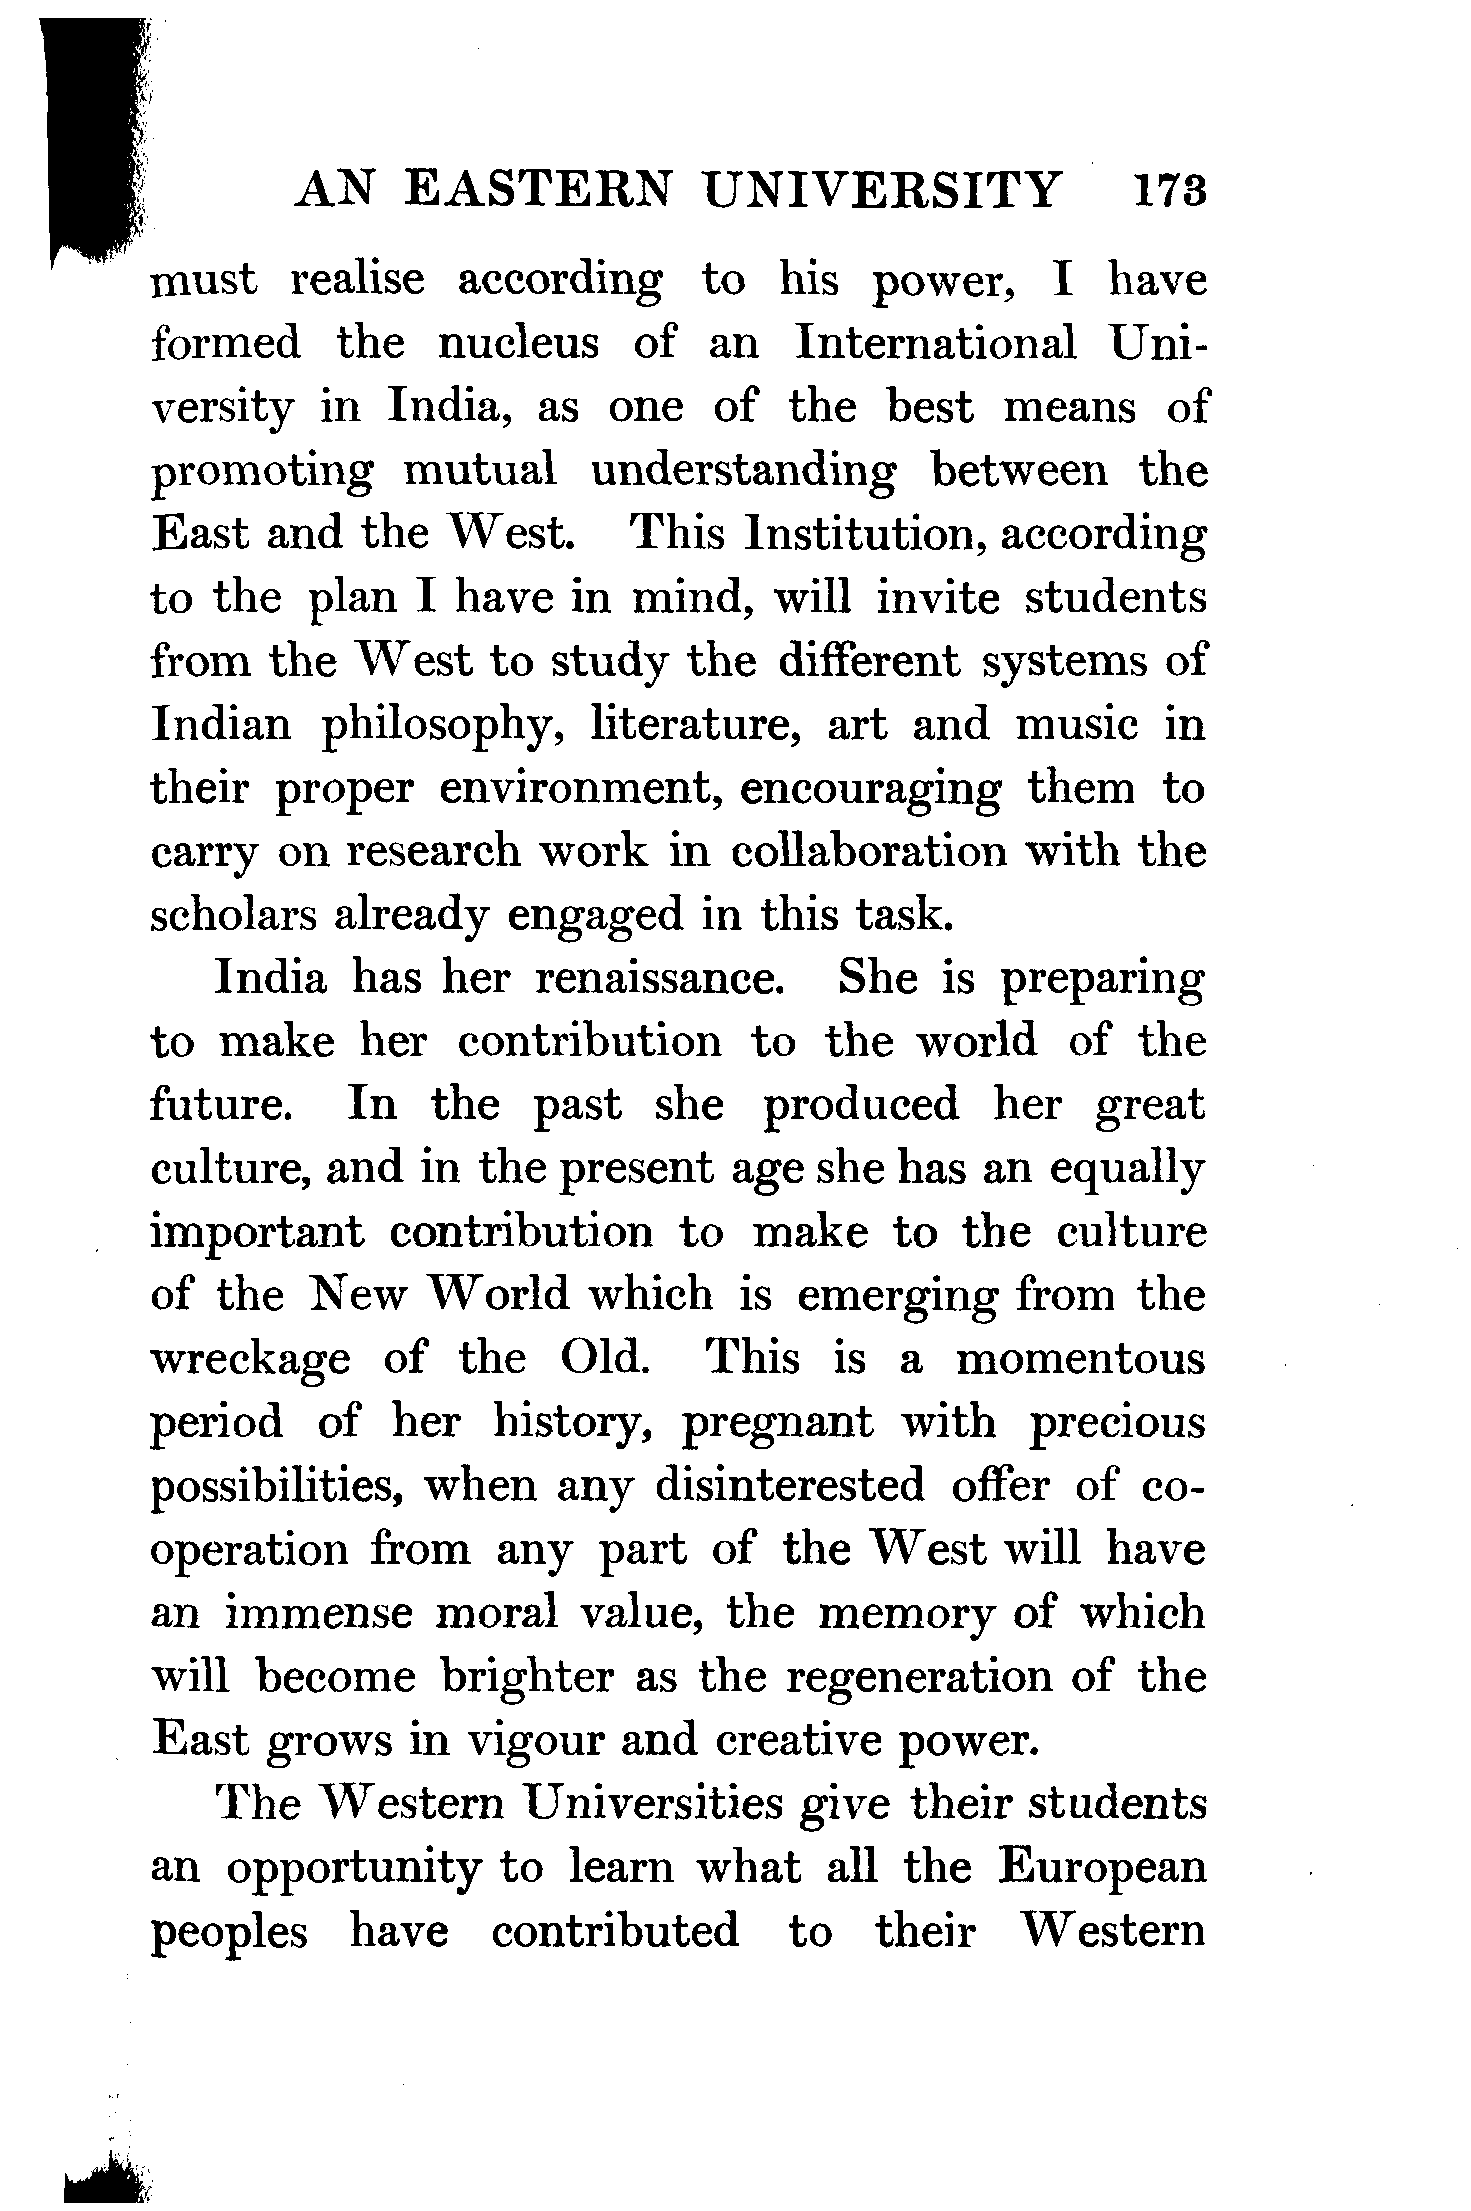 AN EASTERN UNIVERSITY 173
must realise according to his power, I have
formed the nucleus of an International Uni-
versity in India, as one of the best means of
promoting mutual understanding between the
East and the West. This Institution, according
to the plan I have in mind, will invite students
from the West to study the different systems of
Indian philosophy, literature, art and music in
their proper environment, encouraging them to
carry on research work in collaboration with the
scholars already engaged in this task.
India has her renaissance. She is preparing
to make her contribution to the world of the
future. In the past she produced her great
culture, and in the present age she has an equally
important contribution to make to the culture
of the New World which is emerging from the
wreckage of the Old. This is a momentous
period of her history, pregnant with precious
possibilities, when any disinterested offer of co-
operation from any part of the West will have
an immense moral value, the memory of which
will become brighter as the regeneration of the
East grows in vigour and creative power.
The Western Universities give their students
an opportunity to learn what all the European
peoples have contributed to their Western